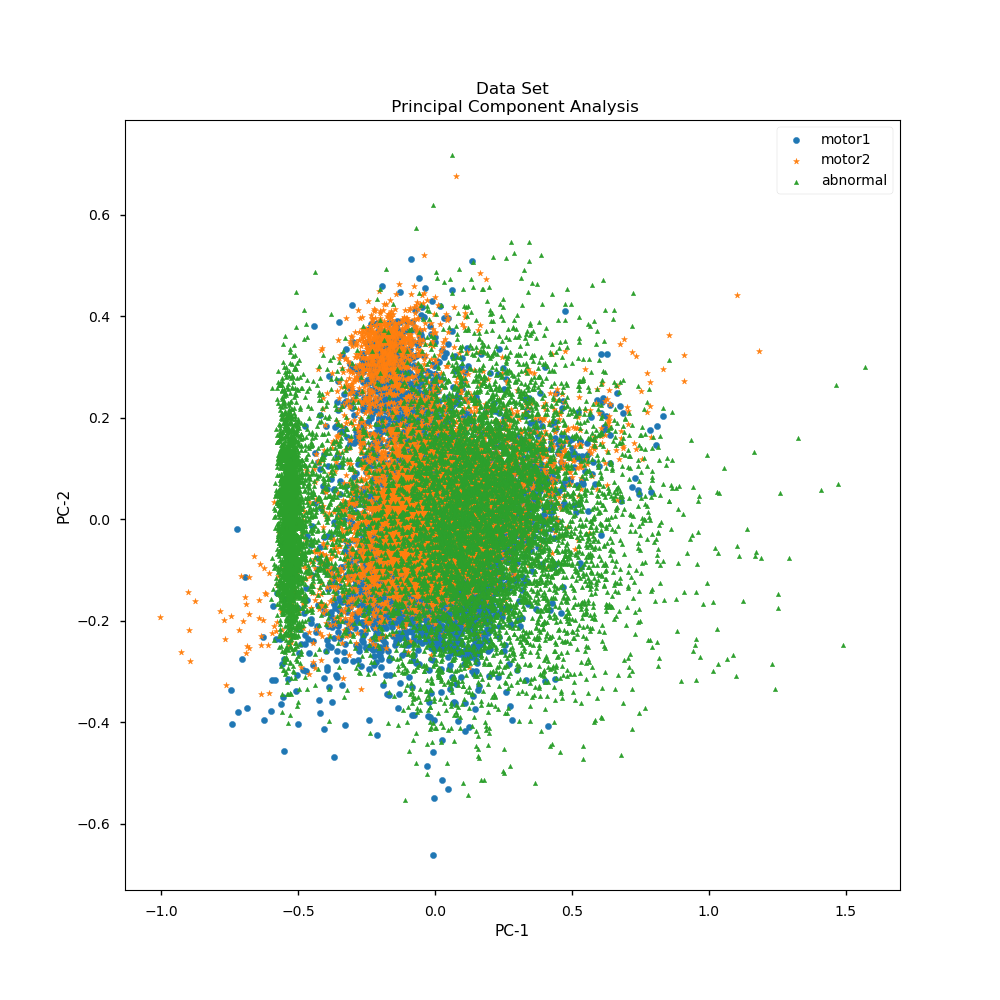 Data Set
Principal Component Analysis
motor1
motor2
abnormal
PC-2
0.6
0.4
0.2
0.0
−0.2
−0.4
−0.6
−1.0
−0.5
0.0
0.5
1.0
1.5
PC-1